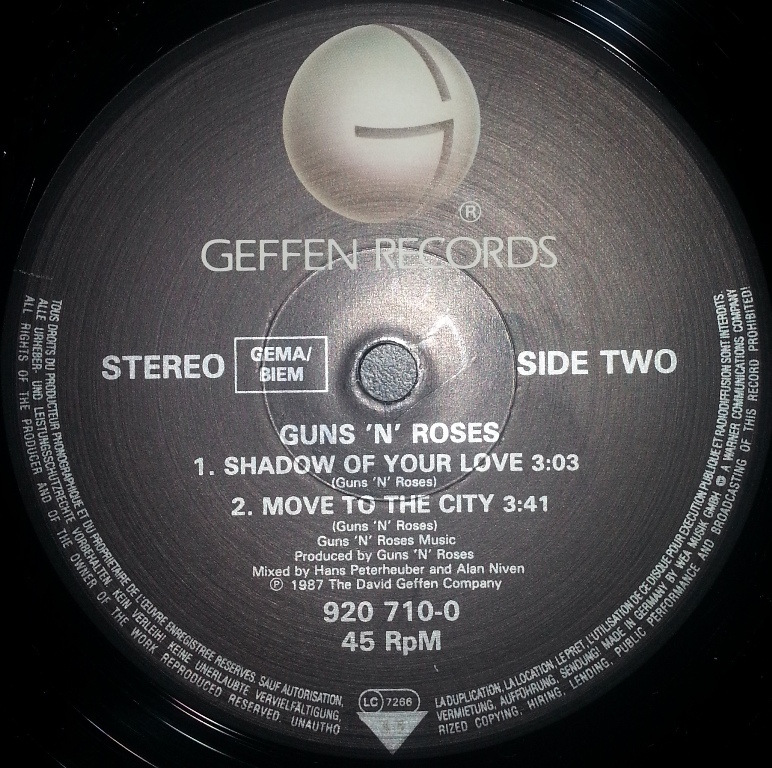 ®
GEFFEN RECORDS
STEREO
GEMA/
BIEM
SIDE TWO
GUNS 'N' ROSES
1. SHADOW OF YOUR LOVE 3:03
(Guns 'N' Roses)
2. MOVE TO THE CITY 3:41
(Guns 'N' Roses)
Guns 'N' Roses Music
Produced by Guns 'N' Roses
Mixed by Hans Peterheuber and Alan Niven
℗ 1987 The David Geffen Company
920 710-0
45 RpM
TOUS DROITS DU PRODUCTEUR PHONOGRAPHIQUE ET DU PROPRIETAIRE DE L'ŒUVRE ENREGISTREE RESERVES. SAUF AUTORISATION, LA DUPLICATION, LA LOCATION, LE PRET, L'UTILISATION DE CE DISQUE POUR EXECUTION PUBLIQUE ET RADIODIFFUSION SONT INTERDITS.
ALLE URHEBER- UND LEISTUNGSSCHUTZRECHTE VORBEHALTEN. KEIN VERLEIH! KEINE UNERLAUBTE VERVIELFÄLTIGUNG, VERMIETUNG, AUFFÜHRUNG, SENDUNG! MADE IN GERMANY BY WEA MUSIK GMBH. A WARNER COMMUNICATIONS COMPANY
ALL RIGHTS OF THE PRODUCER AND OF THE OWNER OF THE WORK REPRODUCED RESERVED. UNAUTHORIZED COPYING, HIRING, LENDING, PUBLIC PERFORMANCE AND BROADCASTING OF THIS RECORD PROHIBITED!
LC 7266